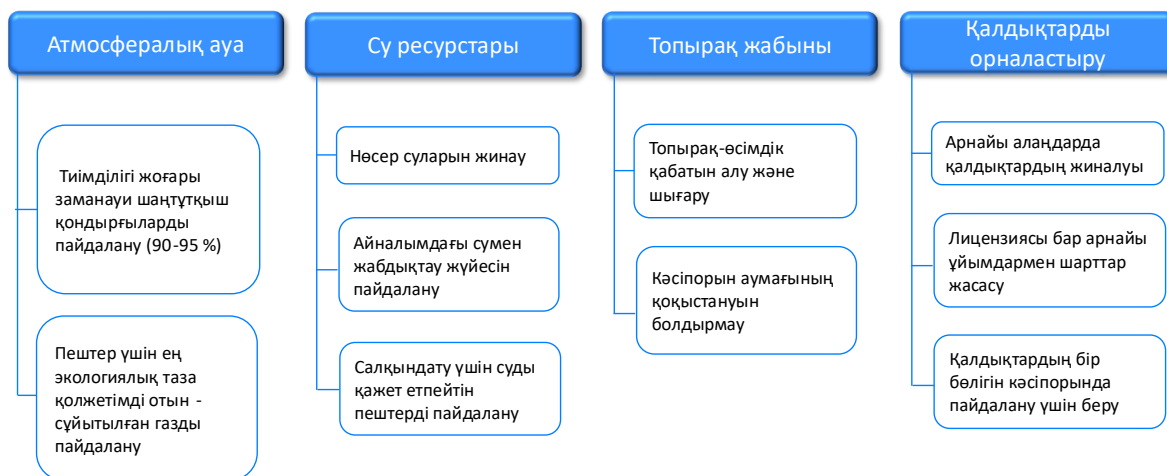 Атмосфералық ауа
Тиімділігі жоғары
заманауи шаңтұтқыш
қондырғыларды
пайдалану (90-95 %)
Пештер үшін ең
экологиялық таза
қолжетімді отын -
сұйытылған газды
пайдалану
Су ресурстары
Нөсер суларын жинау
Айналымдағы сумен
жабдықтау жүйесін
пайдалану
Салқындату үшін суды
қажет етпейтін
пештерді пайдалану
Топырақ жабыны
Топырақ-өсімдік
қабатын алу және
шығару
Кәсіпорын аумағының
қоқыстануын
болдырмау
Қалдықтарды
орналастыру
Арнайы алаңдарда
қалдықтардың жиналуы
Лицензиясы бар арнайы
ұйымдармен шарттар
жасасу
Қалдықтардың бір
бөлігін кәсіпорында
пайдалану үшін беру